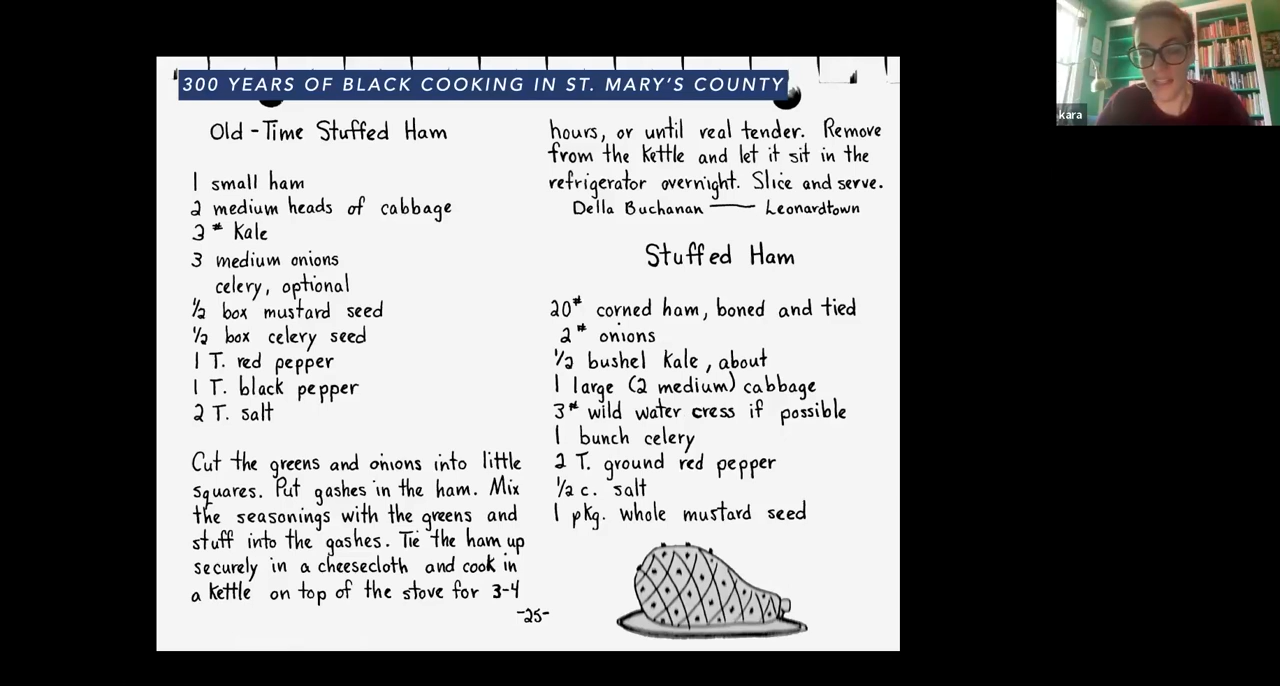 300 YEARS OF BLACK COOKING IN ST. MARY'S COUNTY
Old-Time Stuffed Ham
1 small ham
2 medium heads of cabbage
3 # Kale
3 medium onions
celery, optional
1/2 box mustard seed
1/2 box celery seed
1 T. red pepper
1 T. black pepper
2 T. salt
Cut the greens and onions into little
squares. Put gashes in the ham. Mix
the seasonings with the greens and
stuff into the gashes. Tie the ham up
securely in a cheesecloth and cook in
a kettle on top of the stove for 3-4
-25-
hours, or until real tender. Remove
from the kettle and let it sit in the
refrigerator overnight. Slice and serve.
Della Buchanan — Leonardtown
Stuffed Ham
20# corned ham, boned and tied
2# onions
1/2 bushel Kale, about
1 large (2 medium) cabbage
3# wild water cress if possible
1 bunch celery
2 T. ground red pepper
1/2 c. salt
1 pkg. whole mustard seed
kara